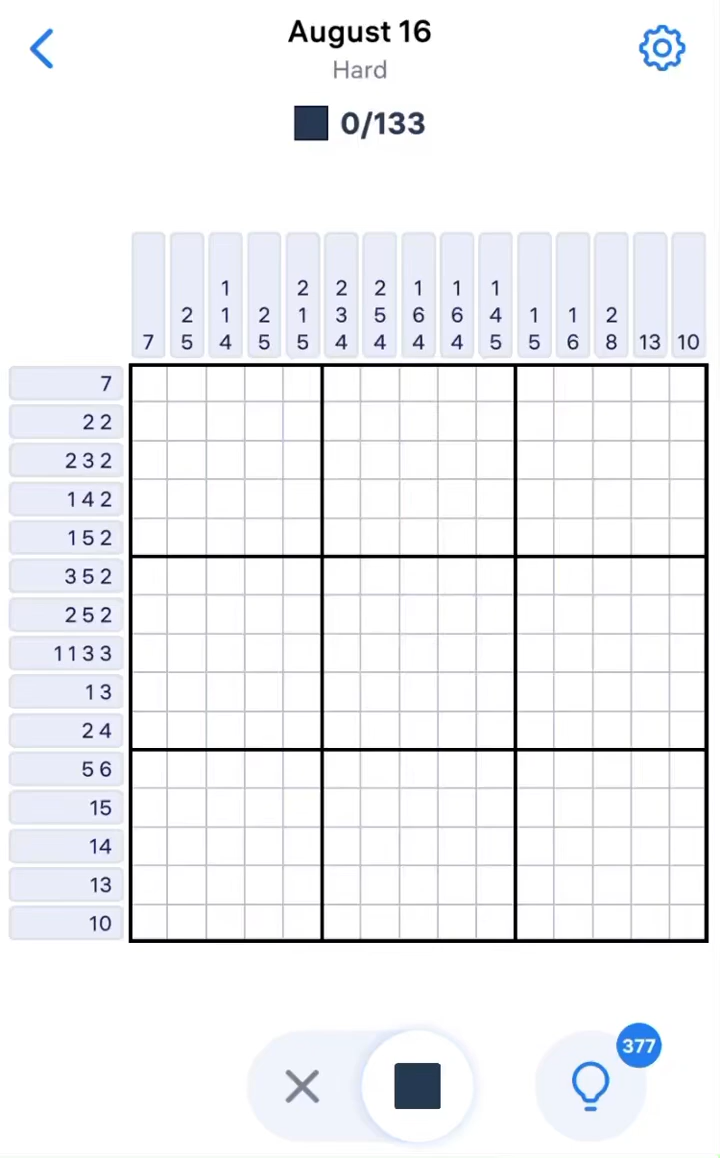 August 16
Hard
0/133
1 1 2 2 2 1 1 1
2 1 2 1 3 5 6 6 4 1 1 2
7 5 4 5 5 4 4 4 4 5 5 6 8 13 10
7
2 2
2 3 2
1 4 2
1 5 2
3 5 2
2 5 2
1 1 3 3
1 3
2 4
5 6
15
14
13
10
377